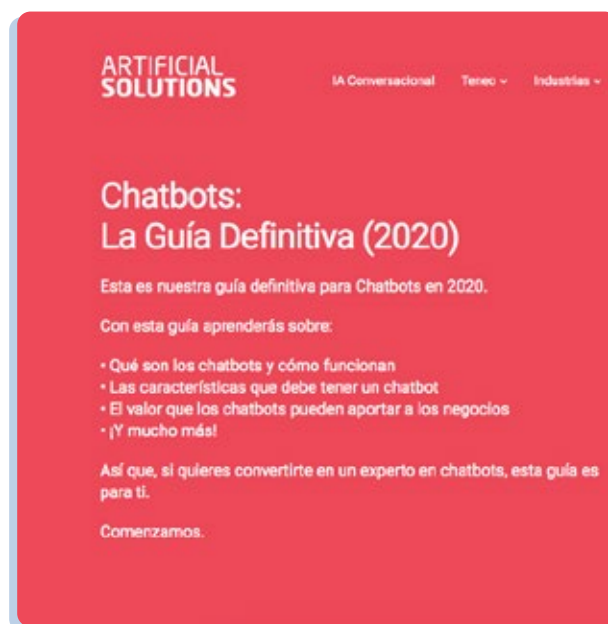 ARTIFICIAL
SOLUTIONS
IA Conversacional Teneo Industrias
Chatbots:
La Guía Definitiva (2020)
Esta es nuestra guía definitiva para Chatbots en 2020.
Con esta guía aprenderás sobre:
• Qué son los chatbots y cómo funcionan
• Las características que debe tener un chatbot
• El valor que los chatbots pueden aportar a los negocios
• ¡Y mucho más!
Así que, si quieres convertirte en un experto en chatbots, esta guía es
para ti.
Comenzamos.